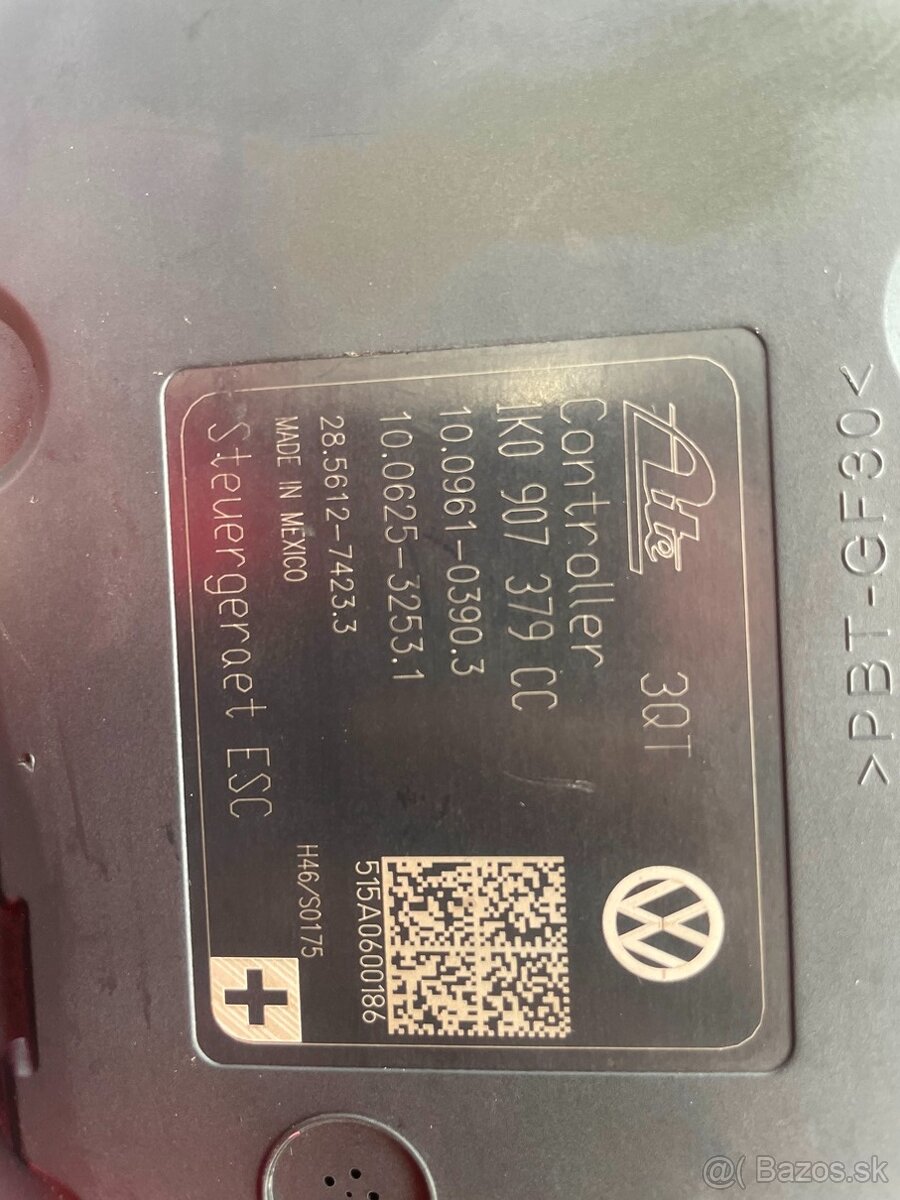 Ate
3QT
Controller
1K0 907 379 CC
10.0961-0390.3
10.0625-3253.1
28.5612-7423.3
MADE IN MEXICO
Steuergeraet ESC
515A0600186
H46/S0175
>PBT-GF30<
@( Bazos.sk